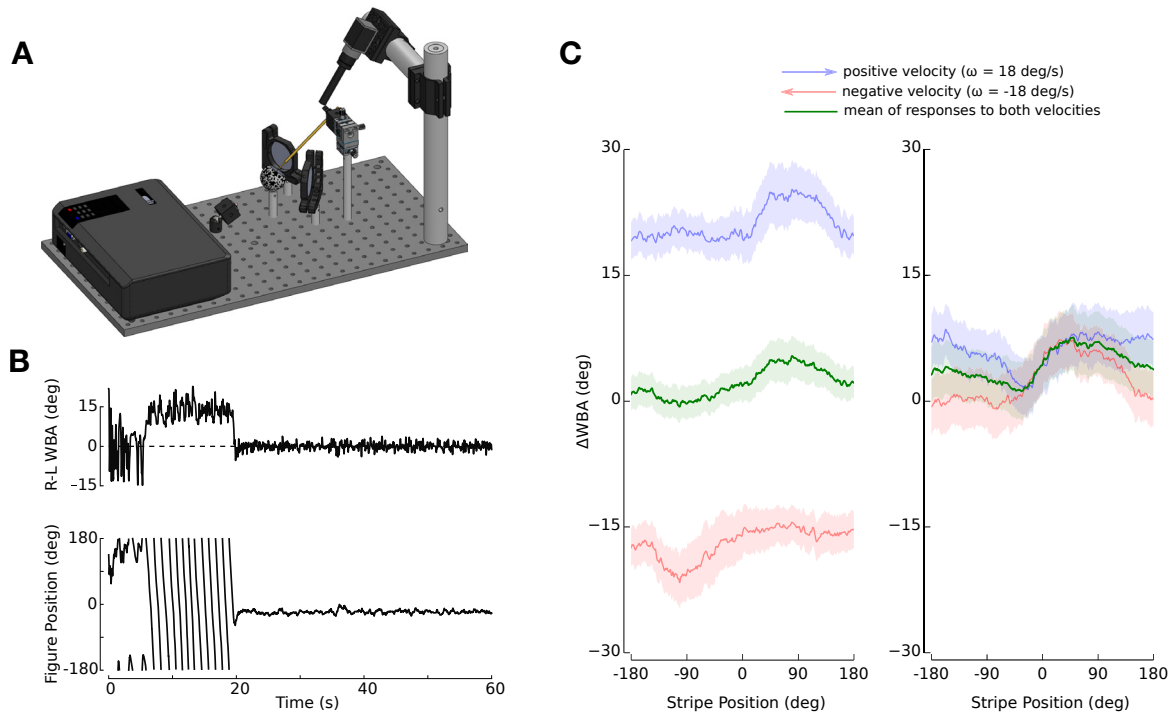 A
C
positive velocity (ω = 18 deg/s)
negative velocity (ω = -18 deg/s)
mean of responses to both velocities
30
15
0
−15
−30
ΔWBA (deg)
-180
-90
0
90
180
Stripe Position (deg)
30
15
0
−15
−30
-180
-90
0
90
180
Stripe Position (deg)
B
15
0
−15
R-L WBA (deg)
180
0
-180
Figure Position (deg)
0
20
40
60
Time (s)